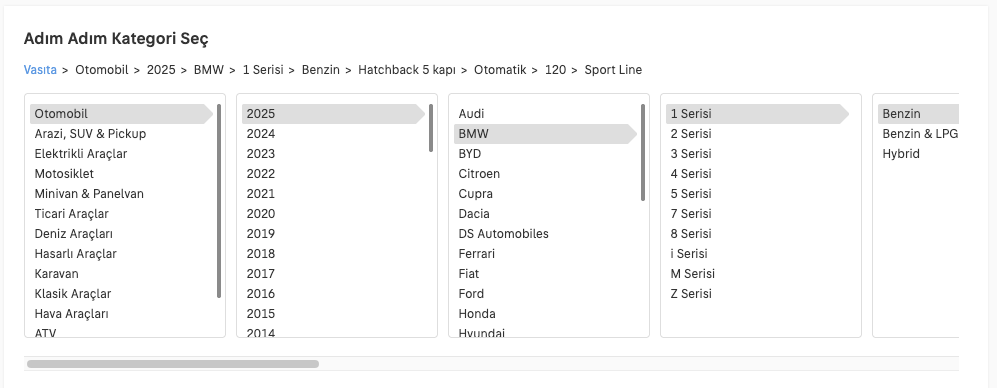 Adım Adım Kategori Seç
Vasıta > Otomobil > 2025 > BMW > 1 Serisi > Benzin > Hatchback 5 kapı > Otomatik > 120 > Sport Line
Otomobil
Arazi, SUV & Pickup
Elektrikli Araçlar
Motosiklet
Minivan & Panelvan
Ticari Araçlar
Deniz Araçları
Hasarlı Araçlar
Karavan
Klasik Araçlar
Hava Araçları
ATV
2025
2024
2023
2022
2021
2020
2019
2018
2017
2016
2015
2014
Audi
BMW
BYD
Citroen
Cupra
Dacia
DS Automobiles
Ferrari
Fiat
Ford
Honda
Hyundai
1 Serisi
2 Serisi
3 Serisi
4 Serisi
5 Serisi
7 Serisi
8 Serisi
i Serisi
M Serisi
Z Serisi
Benzin
Benzin & LPG
Hybrid